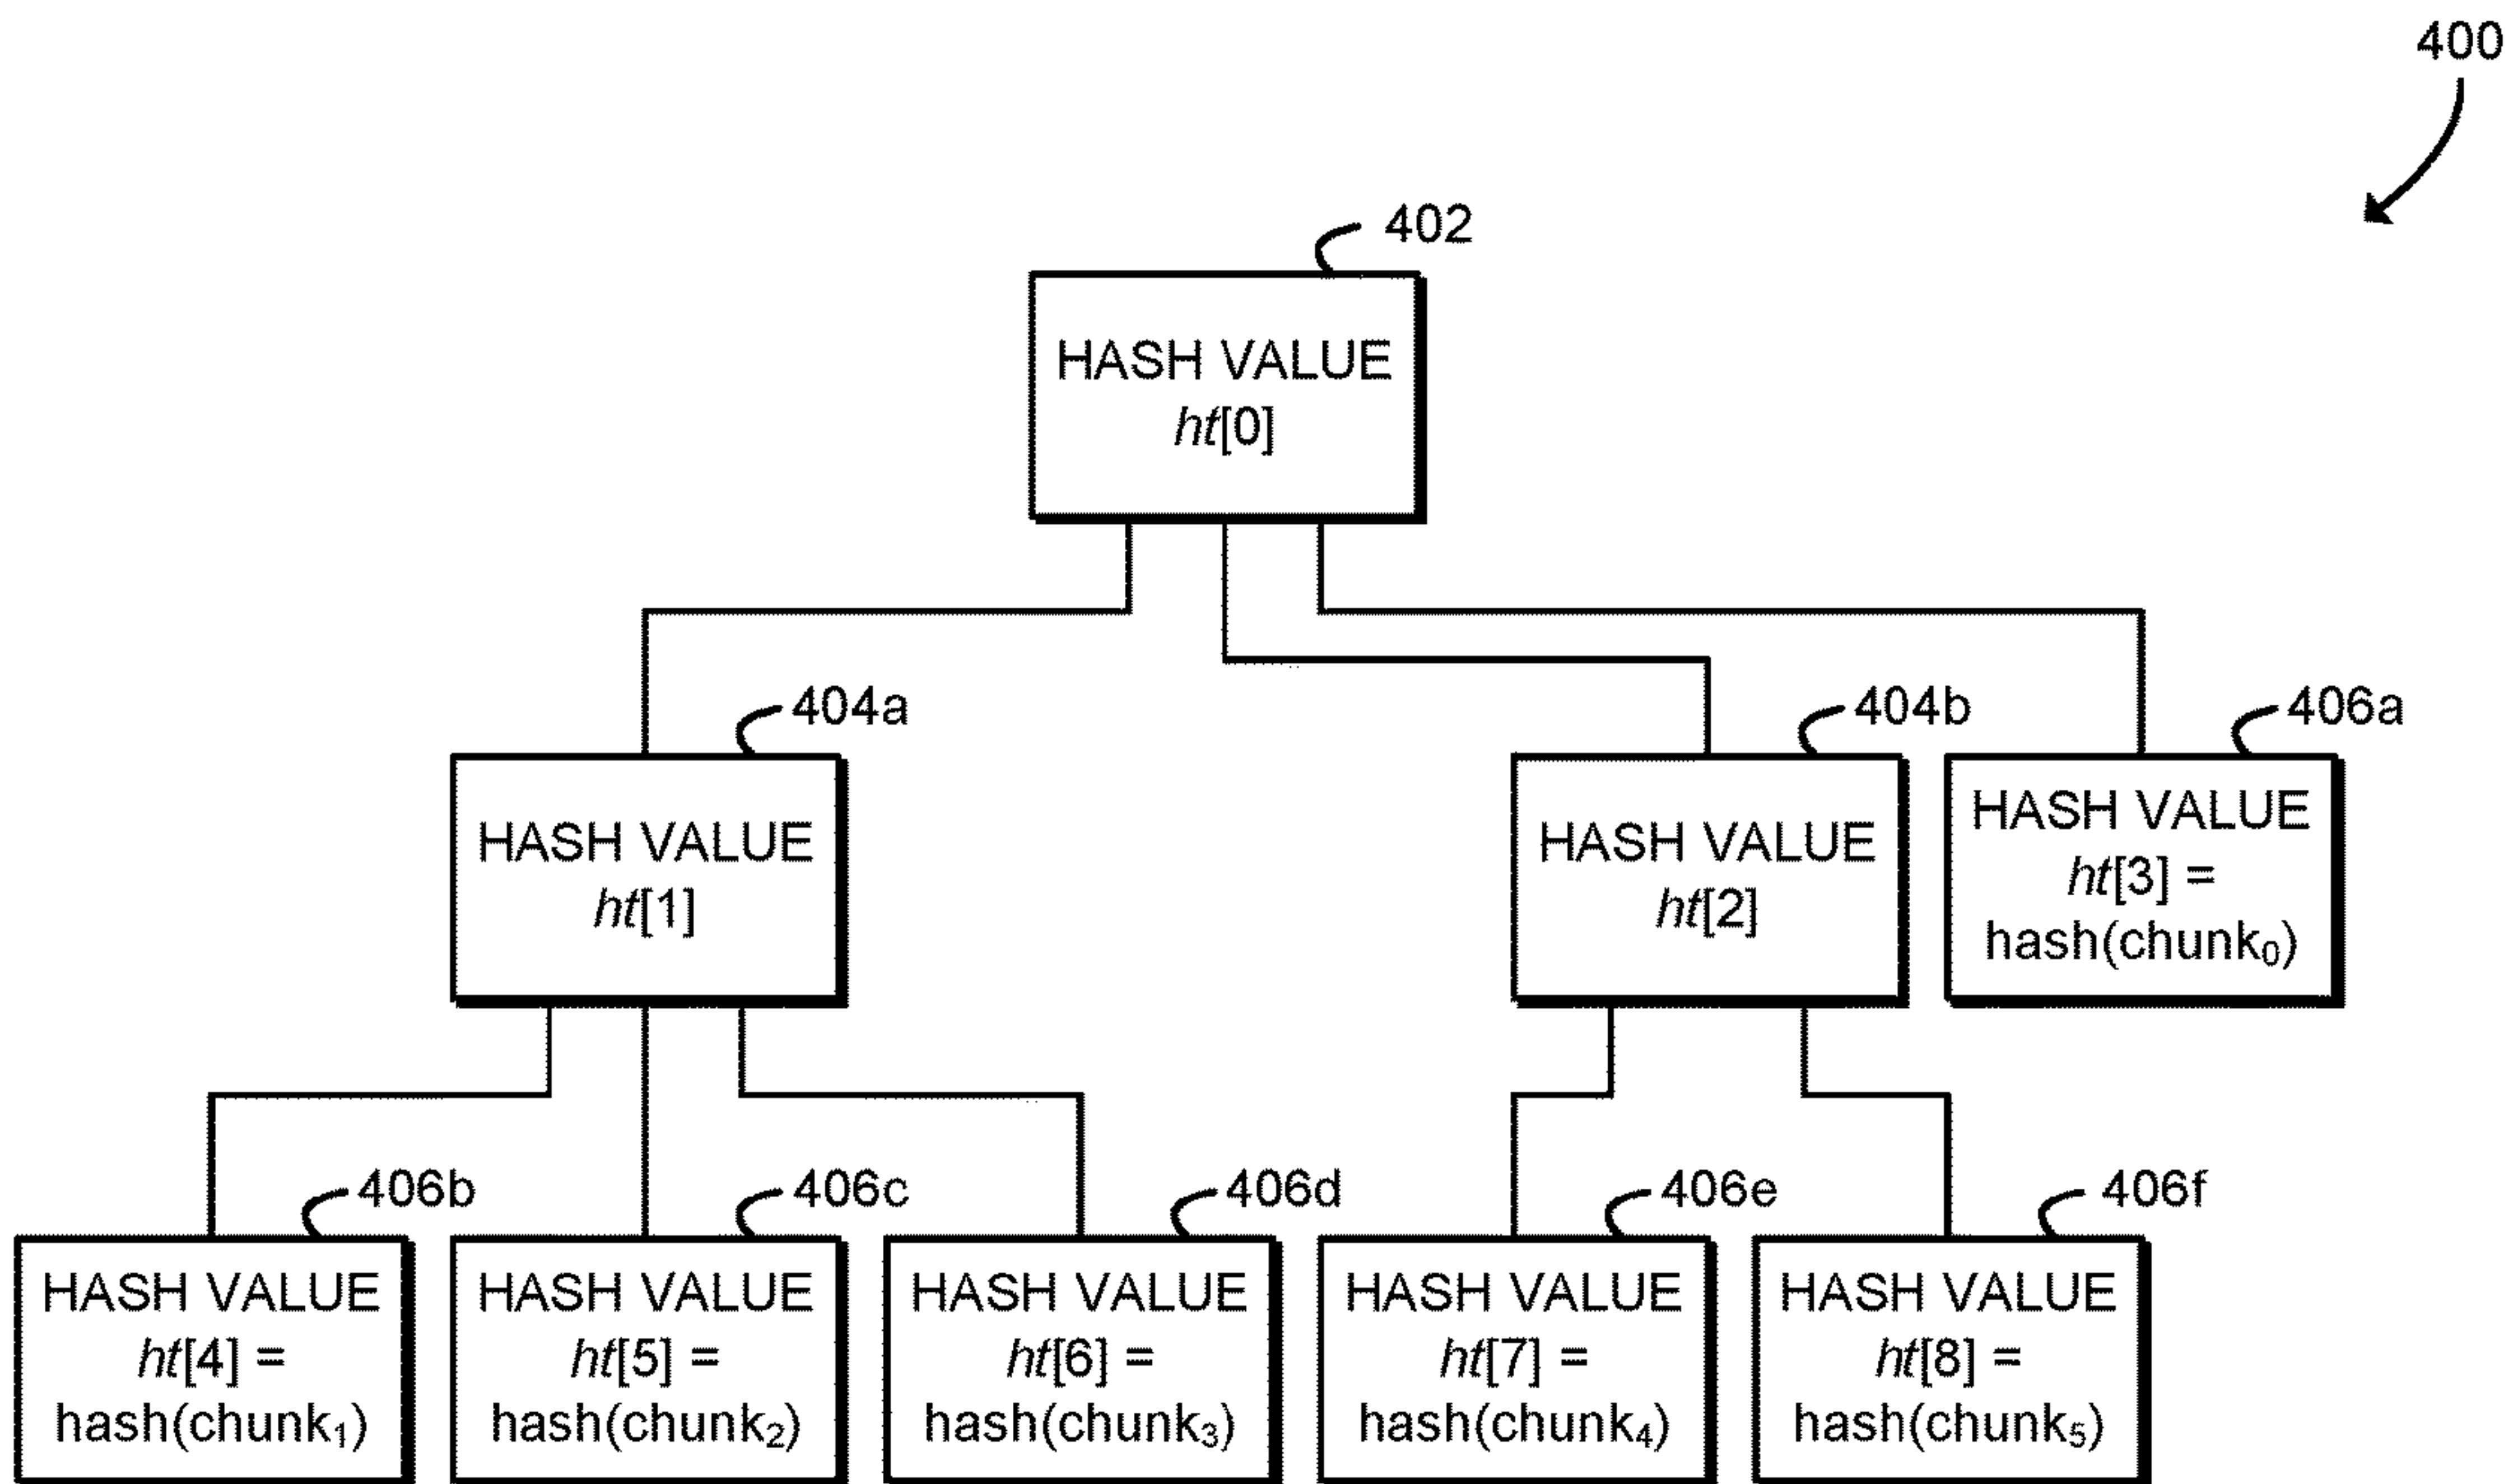 400
402
HASH VALUE
ht[0]
404a
404b
406a
HASH VALUE
ht[1]
HASH VALUE
ht[2]
HASH VALUE
ht[3] =
hash(chunk₀)
406b
406c
406d
406e
406f
HASH VALUE
ht[4] =
hash(chunk₁)
HASH VALUE
ht[5] =
hash(chunk₂)
HASH VALUE
ht[6] =
hash(chunk₃)
HASH VALUE
ht[7] =
hash(chunk₄)
HASH VALUE
ht[8] =
hash(chunk₅)